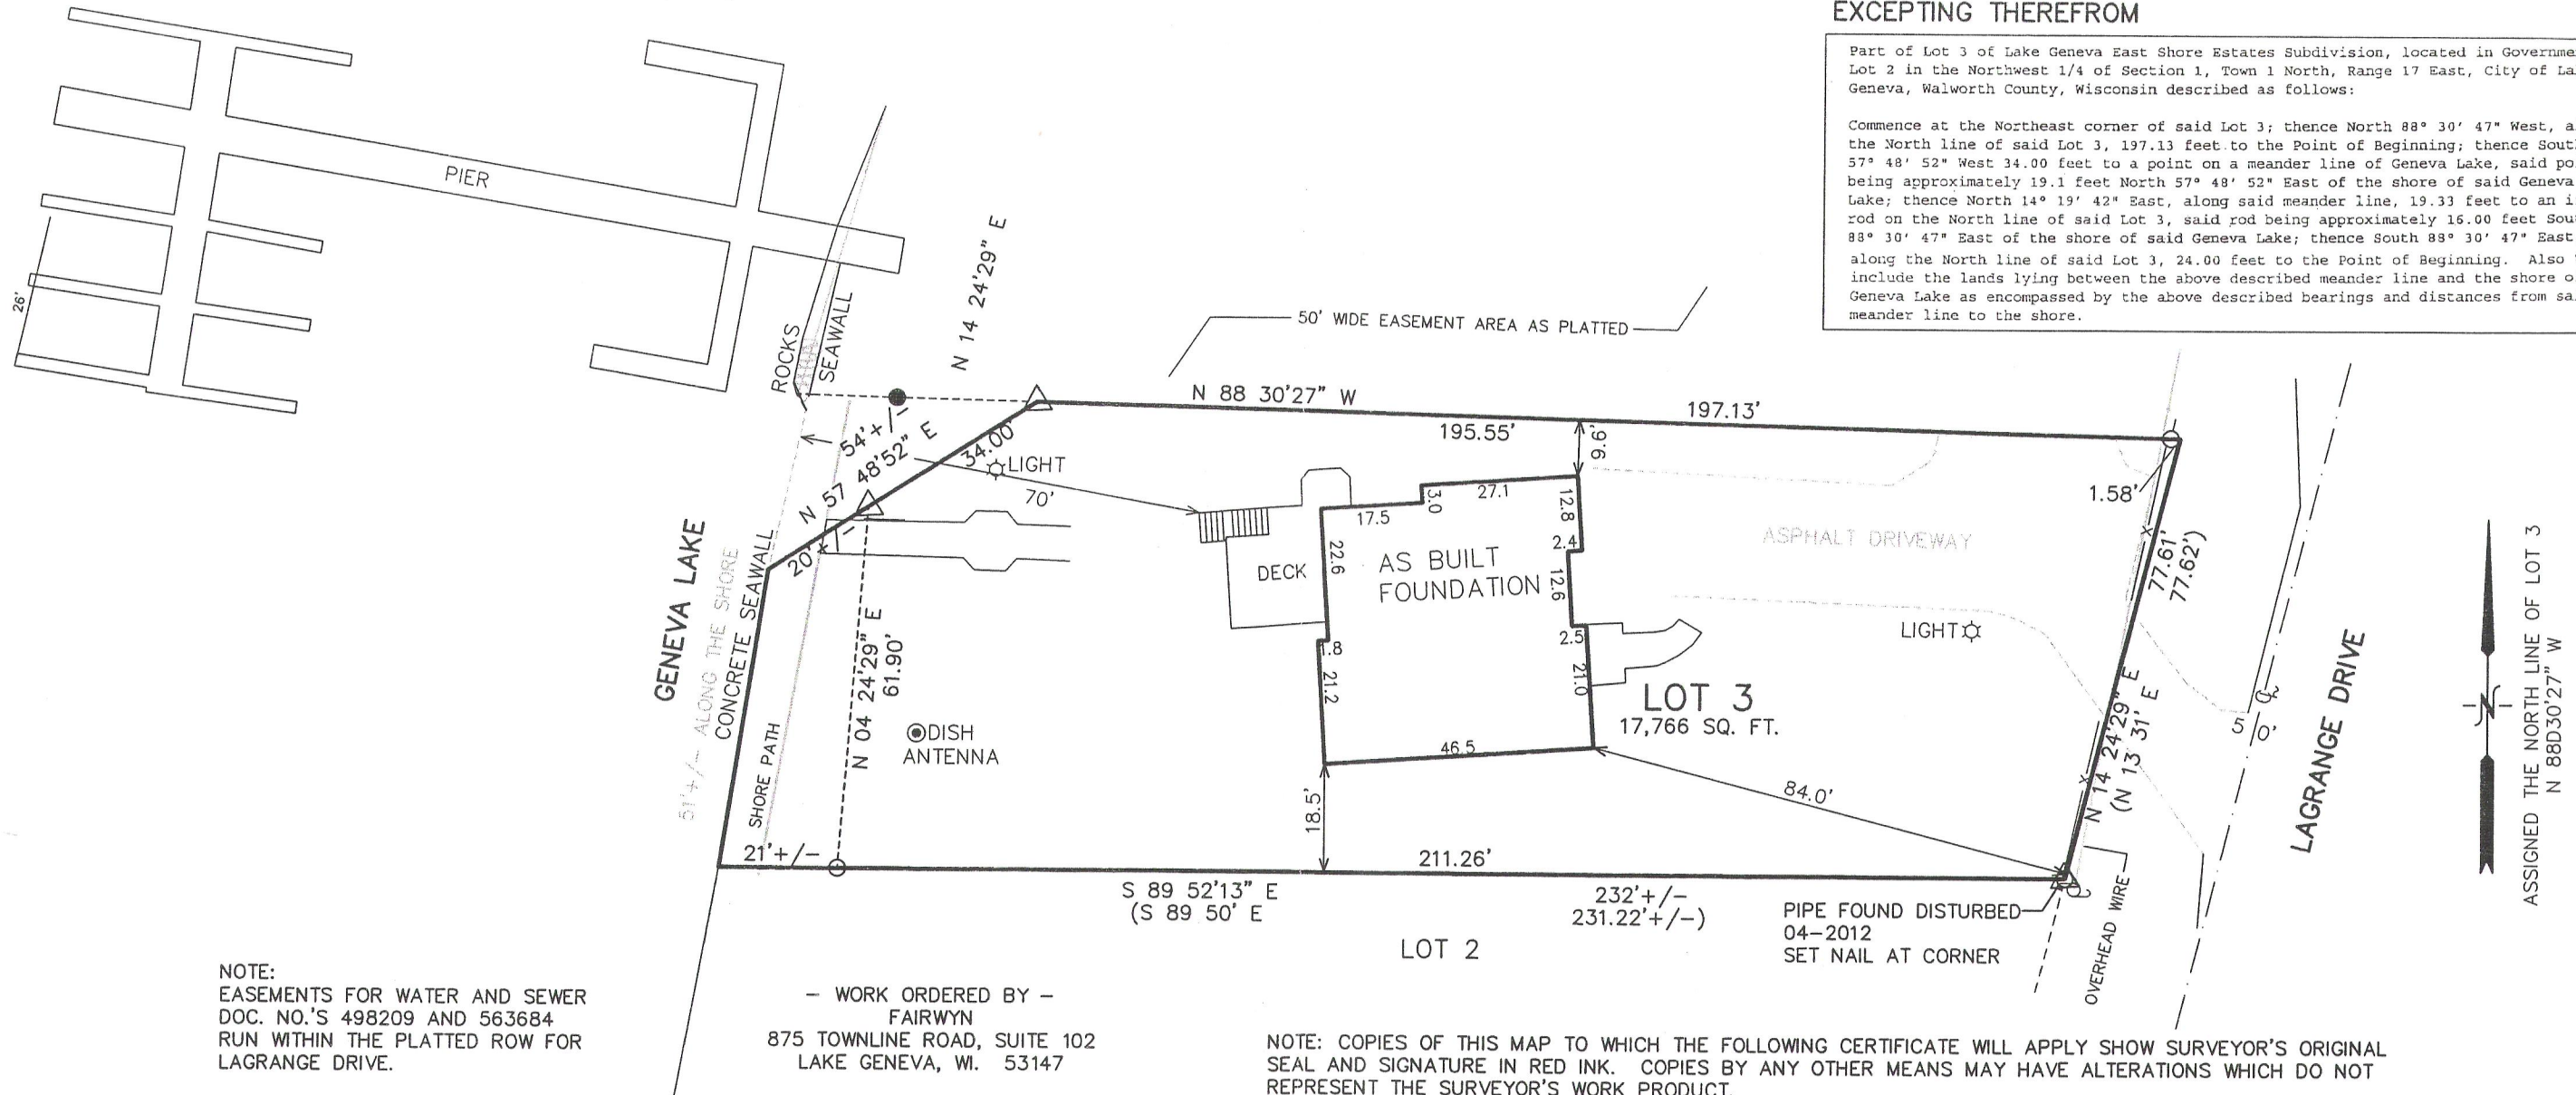 EXCEPTING THEREFROM
Part of Lot 3 of Lake Geneva East Shore Estates Subdivision, located in Governme
Lot 2 in the Northwest 1/4 of Section 1, Town 1 North, Range 17 East, City of La
Geneva, Walworth County, Wisconsin described as follows:
Commence at the Northeast corner of said Lot 3; thence North 88° 30' 47" West, a
the North line of said Lot 3, 197.13 feet to the Point of Beginning; thence Sout
57° 48' 52" West 34.00 feet to a point on a meander line of Geneva Lake, said po
being approximately 19.1 feet North 57° 48' 52" East of the shore of said Geneva
Lake; thence North 14° 19' 42" East, along said meander line, 19.33 feet to an i
rod on the North line of said Lot 3, said rod being approximately 16.00 feet Sou
88° 30' 47" East of the shore of said Geneva Lake; thence South 88° 30' 47" East
along the North line of said Lot 3, 24.00 feet to the Point of Beginning. Also
include the lands lying between the above described meander line and the shore o
Geneva Lake as encompassed by the above described bearings and distances from sa
meander line to the shore.
PIER
26'
ROCKS
SEAWALL
N 14 24'29" E
50' WIDE EASEMENT AREA AS PLATTED
N 88 30'27" W
197.13'
195.55'
9.6'
54'+/-
N 57 48'52" E
34.00'
LIGHT
70'
20'+/-
1.58'
77.61'
77.62')
17.5
3.0
27.1
12.8
2.4
22.6
12.6
2.5
.8
21.2
21.0
46.5
DECK
AS BUILT
FOUNDATION
ASPHALT DRIVEWAY
LIGHT
GENEVA LAKE
51'+/- ALONG THE SHORE
CONCRETE SEAWALL
SHORE PATH
N 04 24'29" E
61.90'
DISH
ANTENNA
LOT 3
17,766 SQ. FT.
84.0'
18.5'
N 14 24'29" E
(N 13 31' E
50'
LAGRANGE DRIVE
N
ASSIGNED THE NORTH LINE OF LOT 3
N 88D30'27" W
21'+/-
211.26'
S 89 52'13" E
(S 89 50' E
232'+/-
231.22'+/-)
LOT 2
PIPE FOUND DISTURBED
04-2012
SET NAIL AT CORNER
OVERHEAD WIRE
NOTE:
EASEMENTS FOR WATER AND SEWER
DOC. NO.'S 498209 AND 563684
RUN WITHIN THE PLATTED ROW FOR
LAGRANGE DRIVE.
- WORK ORDERED BY -
FAIRWYN
875 TOWNLINE ROAD, SUITE 102
LAKE GENEVA, WI. 53147
NOTE: COPIES OF THIS MAP TO WHICH THE FOLLOWING CERTIFICATE WILL APPLY SHOW SURVEYOR'S ORIGINAL
SEAL AND SIGNATURE IN RED INK. COPIES BY ANY OTHER MEANS MAY HAVE ALTERATIONS WHICH DO NOT
REPRESENT THE SURVEYOR'S WORK PRODUCT.